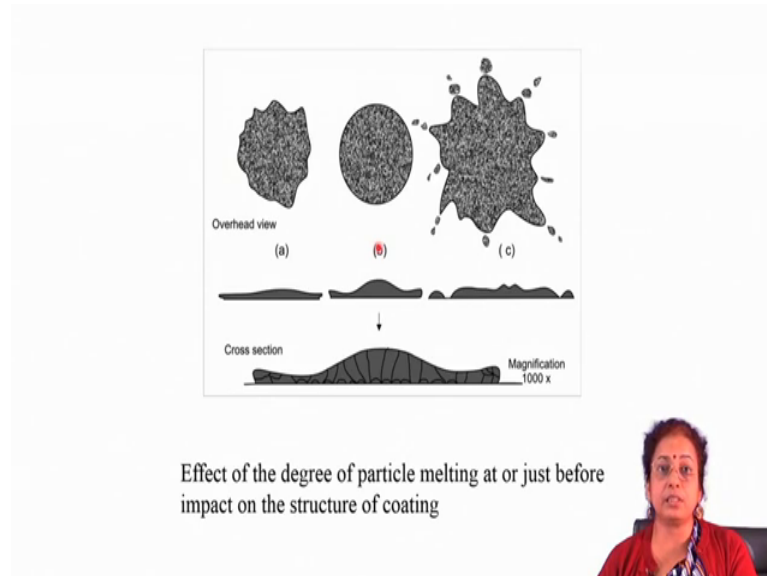 Overhead view
(a)
(b)
( c)
Cross section
Magnification
1000 x
Effect of the degree of particle melting at or just before
impact on the structure of coating